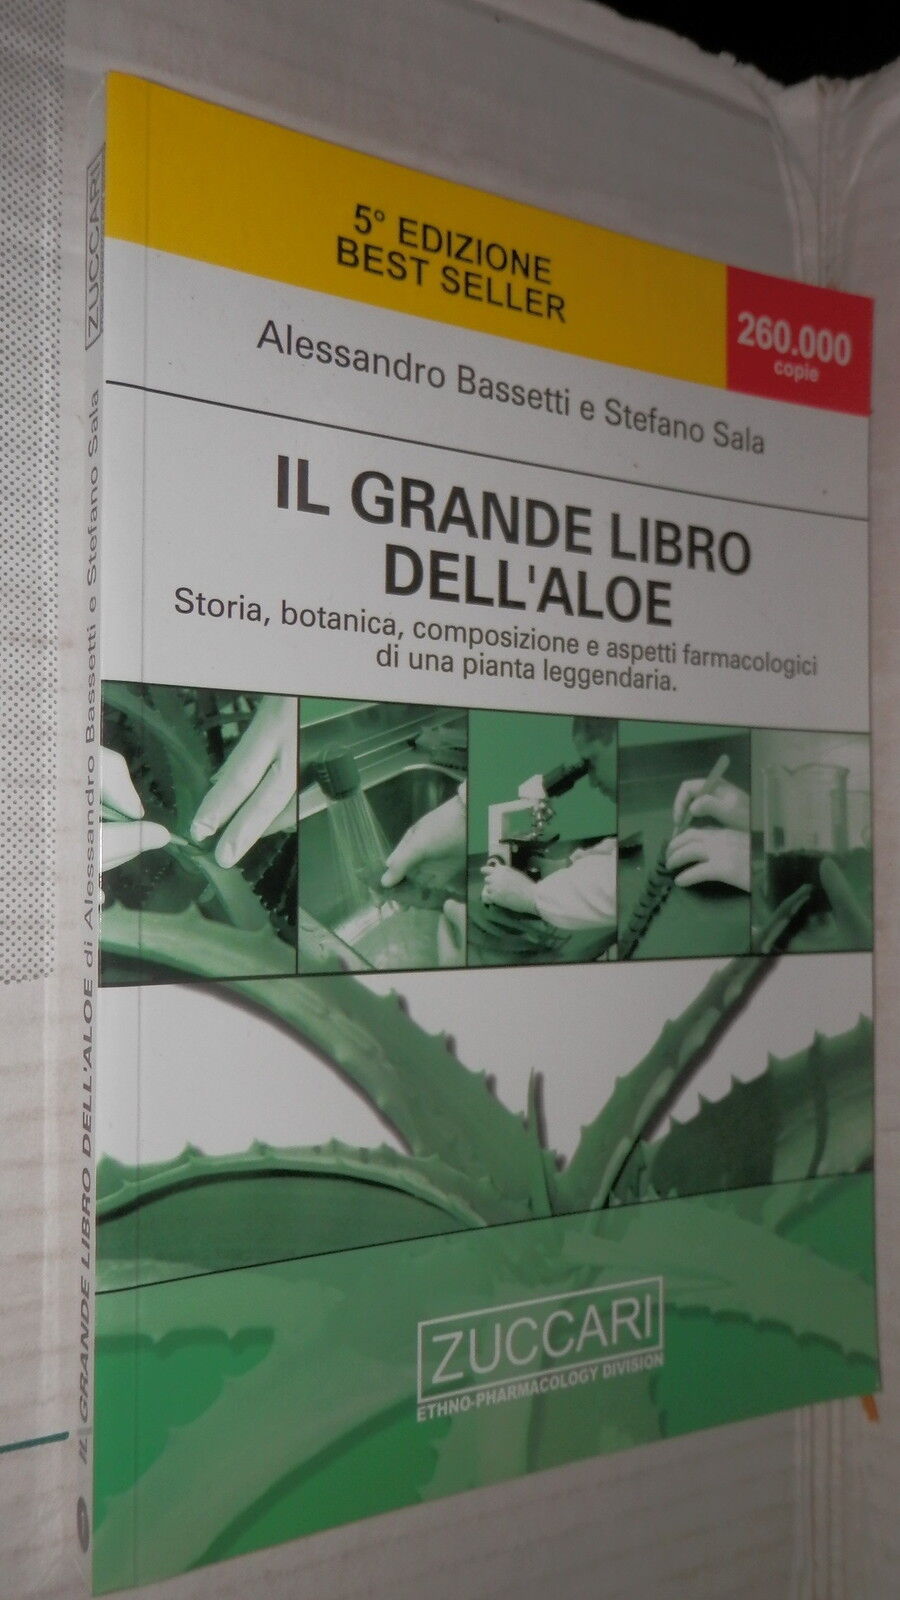 5° EDIZIONE
BEST SELLER
260.000
copie
Alessandro Bassetti e Stefano Sala
IL GRANDE LIBRO
DELL'ALOE
Storia, botanica, composizione e aspetti farmacologici
di una pianta leggendaria.
ZUCCARI
ETHNO-PHARMACOLOGY DIVISION
IL GRANDE LIBRO DELL'ALOE di Alessandro Bassetti e Stefano Sala
ZUCCARI